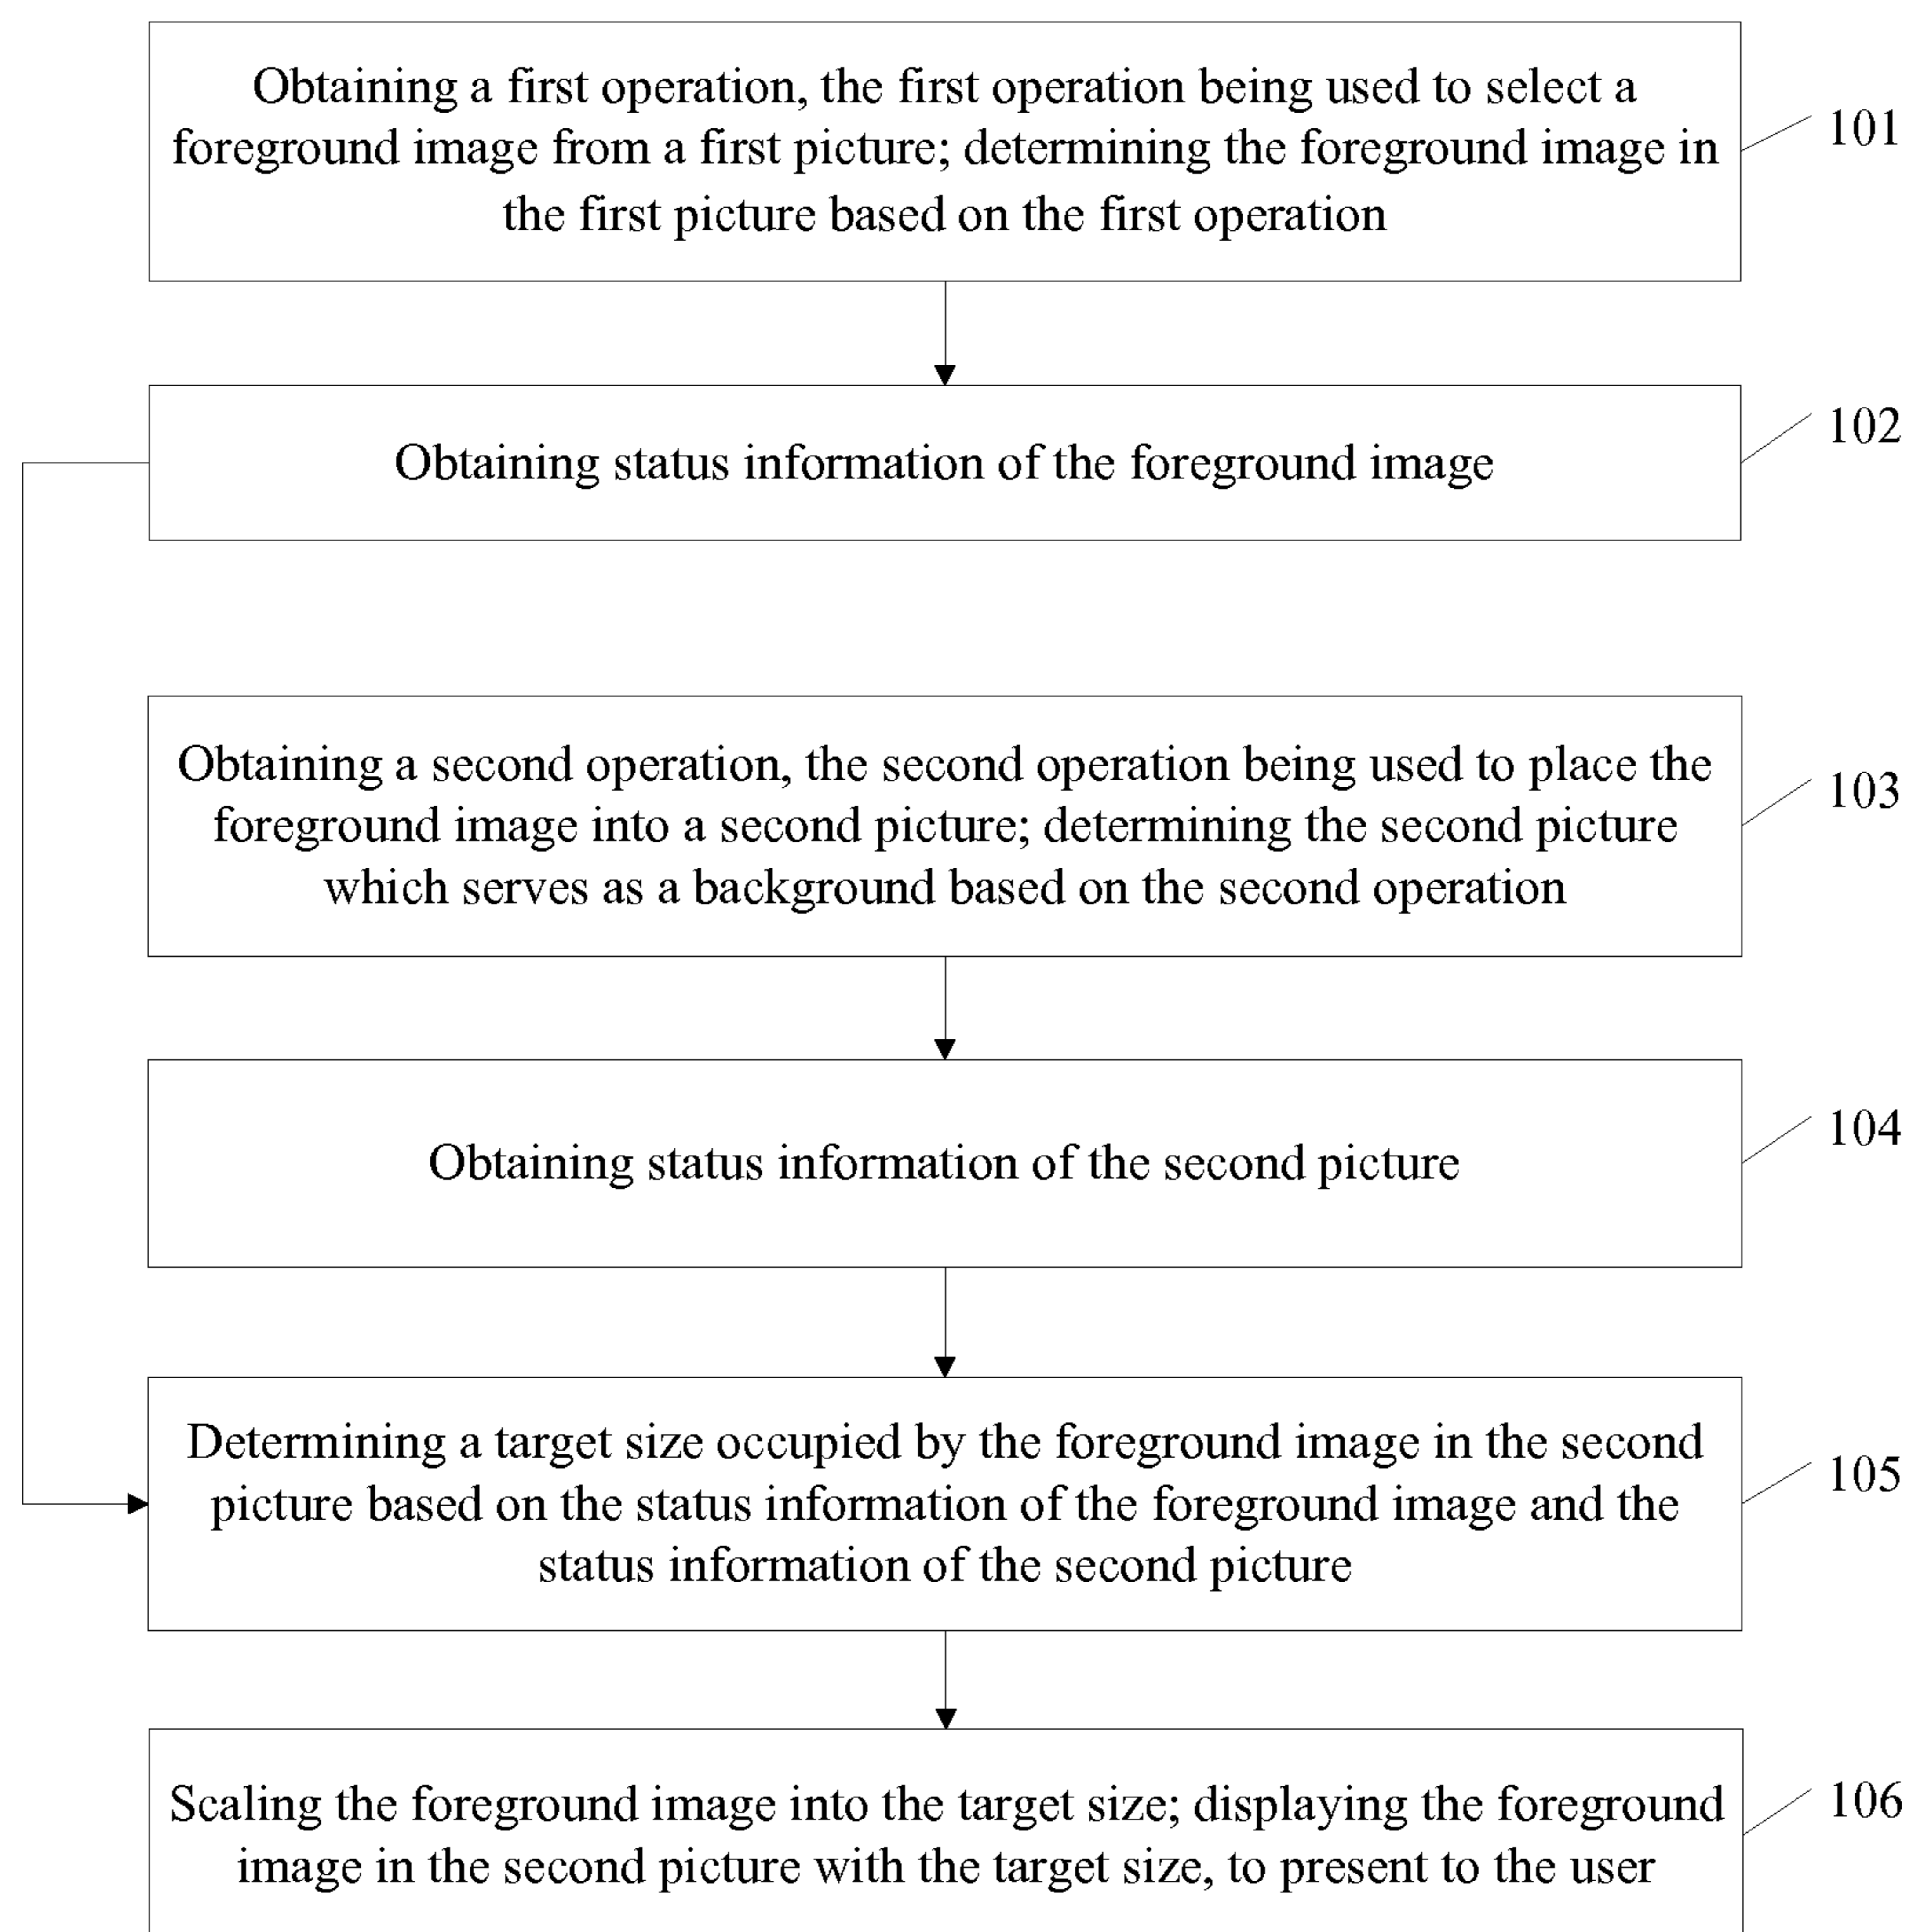 Obtaining a first operation, the first operation being used to select a
foreground image from a first picture; determining the foreground image in
the first picture based on the first operation
101
Obtaining status information of the foreground image
102
Obtaining a second operation, the second operation being used to place the
foreground image into a second picture; determining the second picture
which serves as a background based on the second operation
103
Obtaining status information of the second picture
104
Determining a target size occupied by the foreground image in the second
picture based on the status information of the foreground image and the
status information of the second picture
105
Scaling the foreground image into the target size; displaying the foreground
image in the second picture with the target size, to present to the user
106